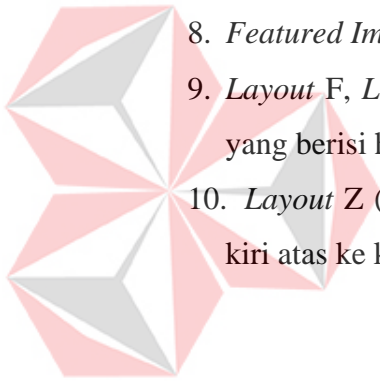 8. Featured Im
9. Layout F, L
yang berisi h
10. Layout Z (
kiri atas ke k